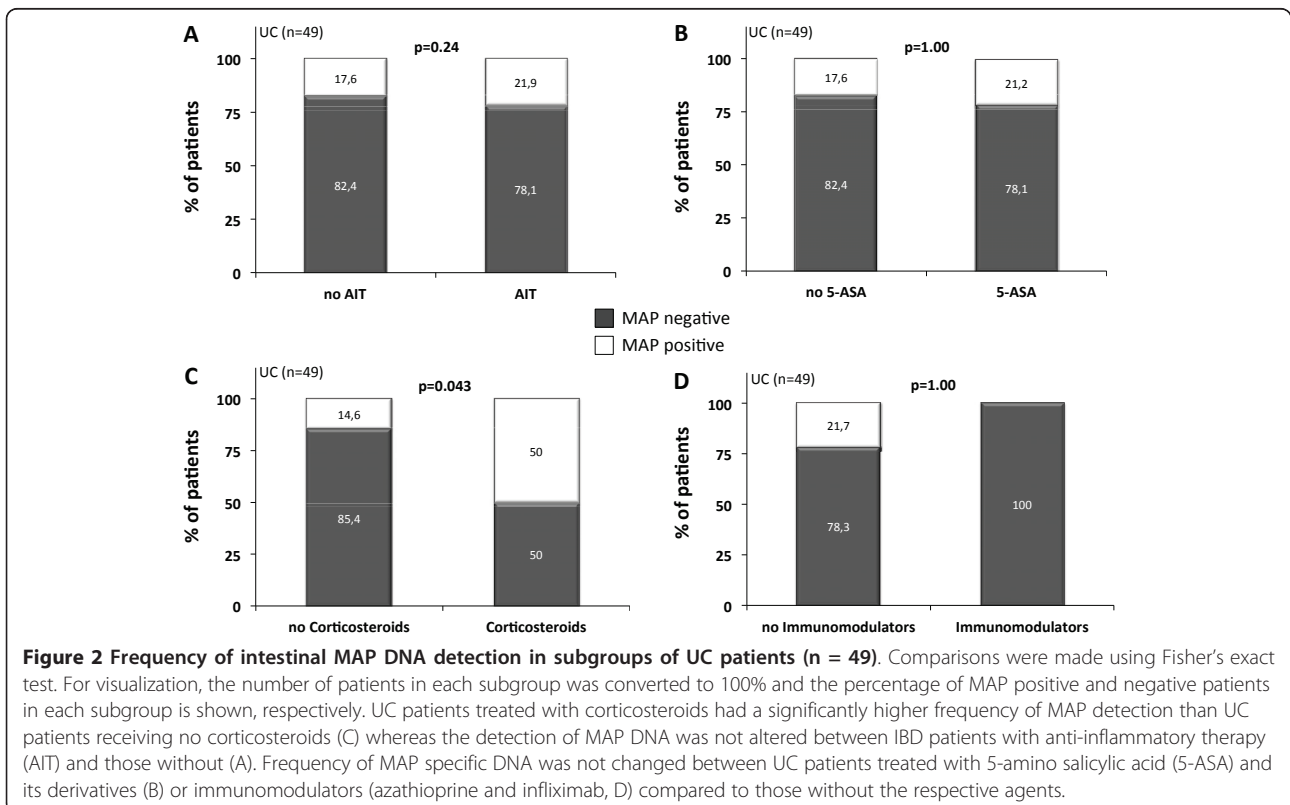 A UC (n=49) p=0.24
100
75
50
25
0
% of patients
17,6 21,9
82,4 78,1
no AIT AIT
B UC (n=49) p=1.00
100
75
50
25
0
% of patients
17,6 21,2
82,4 78,1
no 5-ASA 5-ASA
MAP negative
MAP positive
C UC (n=49) p=0.043
100
75
50
25
0
% of patients
14,6 50
85,4 50
no Corticosteroids Corticosteroids
D UC (n=49) p=1.00
100
75
50
25
0
% of patients
21,7
78,3 100
no Immunomodulators Immunomodulators
Figure 2 Frequency of intestinal MAP DNA detection in subgroups of UC patients (n = 49). Comparisons were made using Fisher's exact
test. For visualization, the number of patients in each subgroup was converted to 100% and the percentage of MAP positive and negative patients
in each subgroup is shown, respectively. UC patients treated with corticosteroids had a significantly higher frequency of MAP detection than UC
patients receiving no corticosteroids (C) whereas the detection of MAP DNA was not altered between IBD patients with anti-inflammatory therapy
(AIT) and those without (A). Frequency of MAP specific DNA was not changed between UC patients treated with 5-amino salicylic acid (5-ASA) and
its derivatives (B) or immunomodulators (azathioprine and infliximab, D) compared to those without the respective agents.